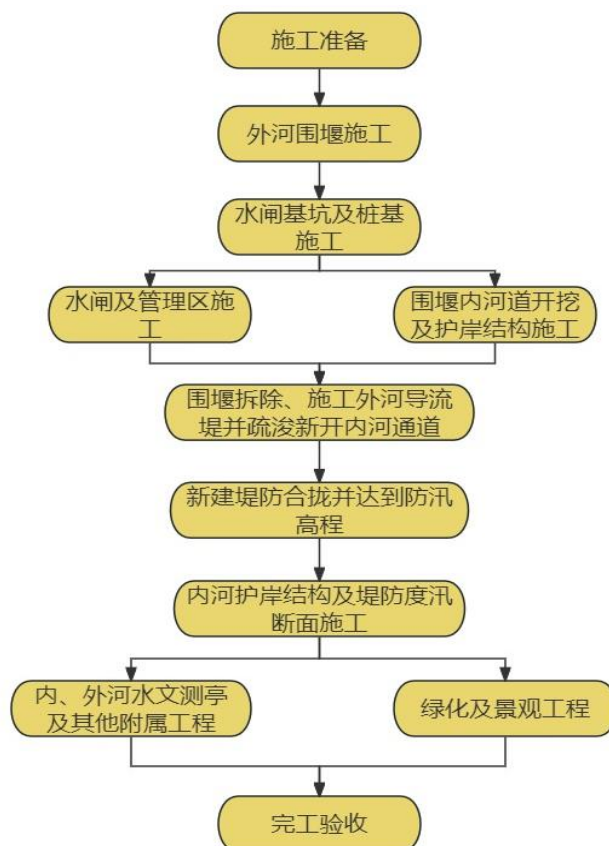 施工准备
外河围堰施工
水闸基坑及桩基
施工
水闸及管理区施
工
围堰内河道开挖
及护岸结构施工
围堰拆除、施工外河导流
堤并疏浚新开内河通道
新建堤防合拢并达到防汛
高程
内河护岸结构及堤防度汛
断面施工
内、外河水文测亭
及其他附属工程
绿化及景观工程
完工验收